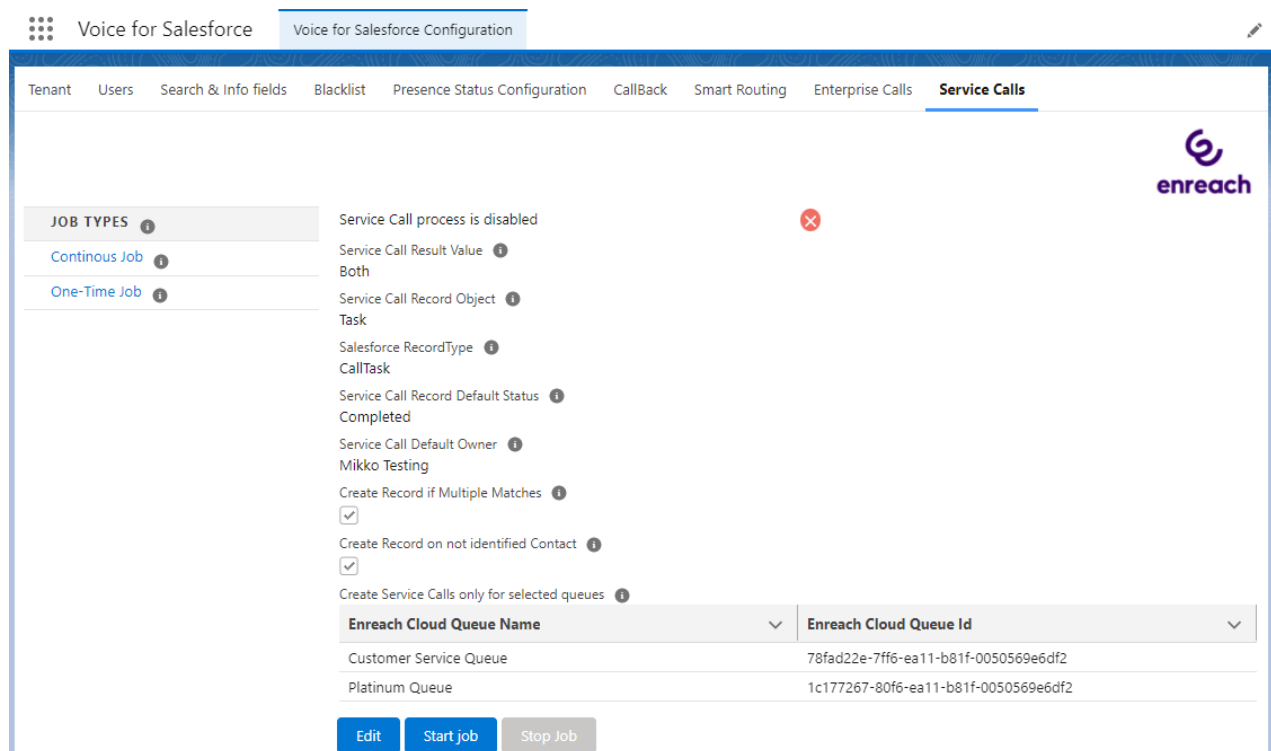 Voice for Salesforce
Voice for Salesforce Configuration
Tenant Users Search & Info fields Blacklist Presence Status Configuration CallBack Smart Routing Enterprise Calls Service Calls
enreach
JOB TYPES
Continous Job
One-Time Job
Service Call process is disabled
Service Call Result Value
Both
Service Call Record Object
Task
Salesforce RecordType
CallTask
Service Call Record Default Status
Completed
Service Call Default Owner
Mikko Testing
Create Record if Multiple Matches
Create Record on not identified Contact
Create Service Calls only for selected queues
Enreach Cloud Queue Name Enreach Cloud Queue Id
Customer Service Queue 78fad22e-7ff6-ea11-b81f-0050569e6df2
Platinum Queue 1c177267-80f6-ea11-b81f-0050569e6df2
Edit Start job Stop Job